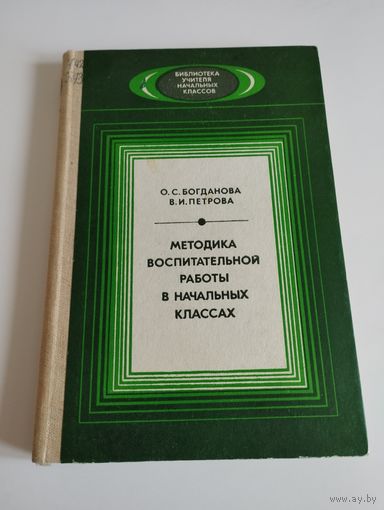 БИБЛИОТЕКА
УЧИТЕЛЯ
НАЧАЛЬНЫХ
КЛАССОВ
О. С. БОГДАНОВА
В. И. ПЕТРОВА
МЕТОДИКА
ВОСПИТАТЕЛЬНОЙ
РАБОТЫ
В НАЧАЛЬНЫХ
КЛАССАХ
www.ay.by